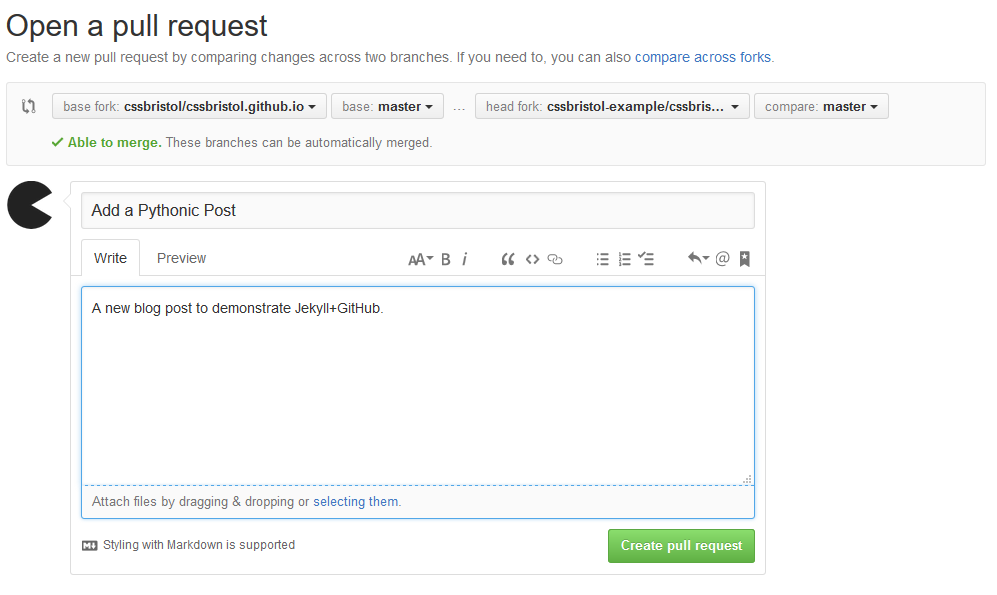 Open a pull request
Create a new pull request by comparing changes across two branches. If you need to, you can also compare across forks.
base fork: cssbristol/cssbristol.github.io base: master ... head fork: cssbristol-example/cssbris... compare: master
Able to merge. These branches can be automatically merged.
Add a Pythonic Post
Write Preview AA B i @
A new blog post to demonstrate Jekyll+GitHub.
Attach files by dragging & dropping or selecting them.
Styling with Markdown is supported Create pull request